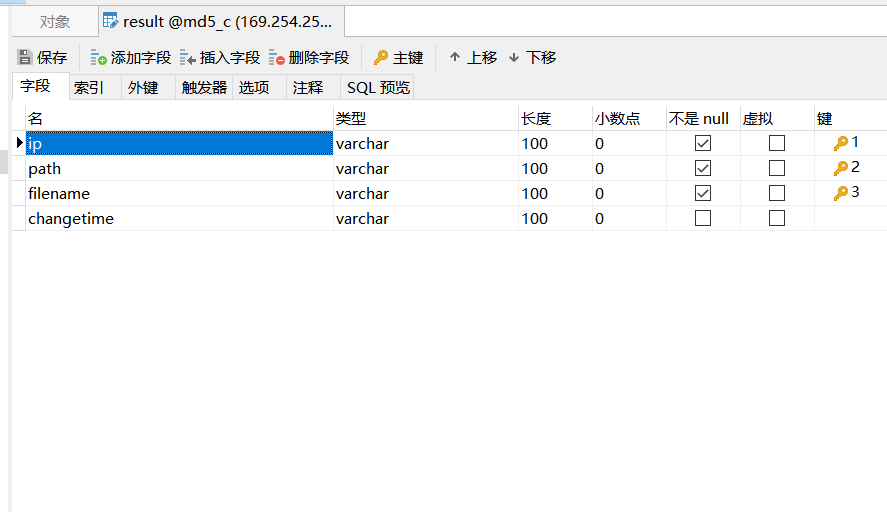 对象 result @md5_c (169.254.25...
保存 添加字段 插入字段 删除字段 主键 上移 下移
字段 索引 外键 触发器 选项 注释 SQL 预览
名 类型 长度 小数点 不是 null 虚拟 键
ip varchar 100 0 1
path varchar 100 0 2
filename varchar 100 0 3
changetime varchar 100 0